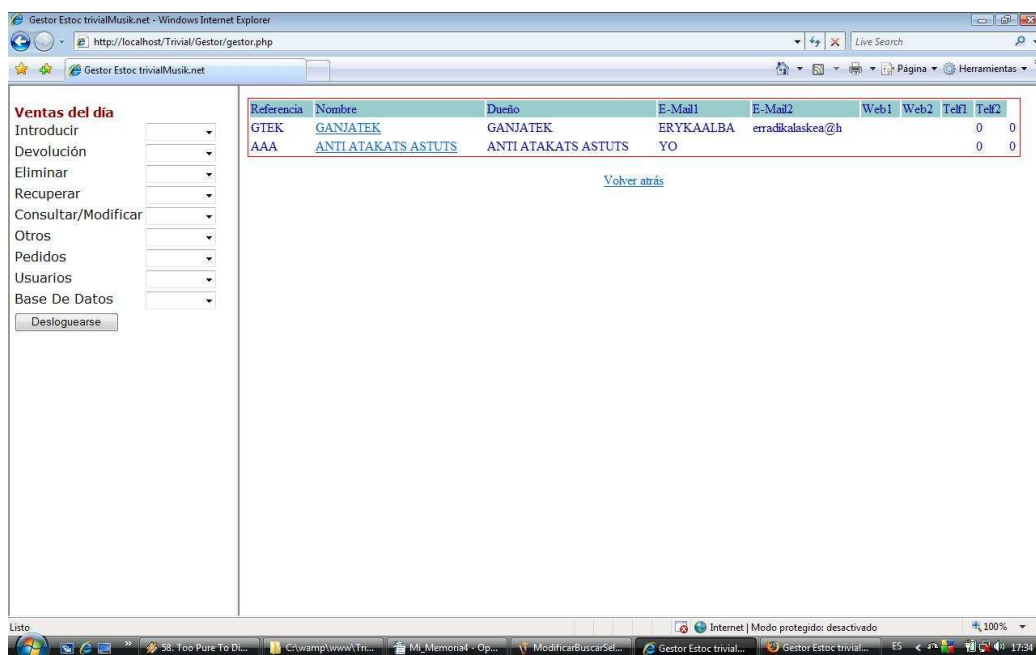 Gestor Estoc trivialMusik.net - Windows Internet Explorer
http://localhost/Trivial/Gestor/gestor.php
Live Search
Gestor Estoc trivialMusik.net
Página
Herramientas
Ventas del día
Introducir
Devolución
Eliminar
Recuperar
Consultar/Modificar
Otros
Pedidos
Usuarios
Base De Datos
Desloguearse
Referencia Nombre Dueño E-Mail1 E-Mail2 Web1 Web2 Telf1 Telf2
GTEK GANJATEK GANJATEK ERYKAALBA erradikalaskea@h 0 0
AAA ANTI ATAKATS ASTUTS ANTI ATAKATS ASTUTS YO 0 0
Volver atrás
Listo
Internet | Modo protegido: desactivado
100%
58. Too Pure To Di...
C:\wamp\www\Tri...
Mi_Memoria4 - Op...
ModificarBuscarSel...
Gestor Estoc trivial...
Gestor Estoc trivial...
ES
17:38